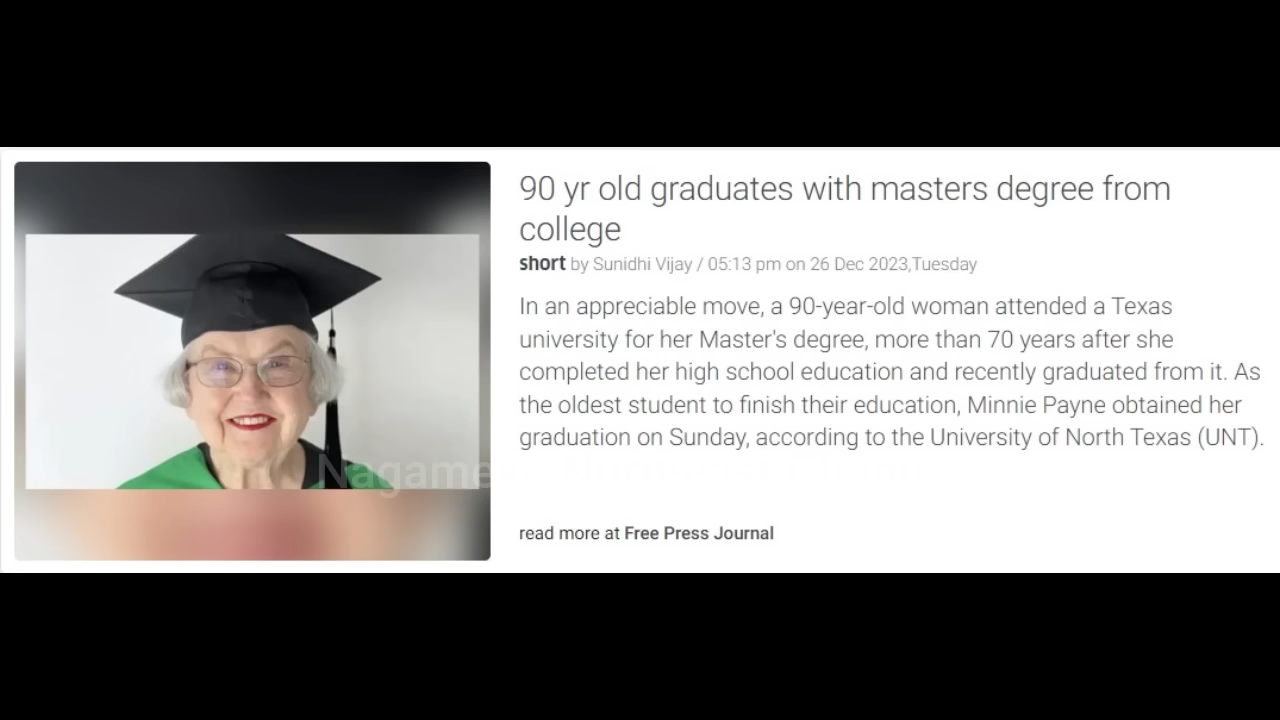 90 yr old graduates with masters degree from
college
short by Sunidhi Vijay / 05:13 pm on 26 Dec 2023,Tuesday
In an appreciable move, a 90-year-old woman attended a Texas
university for her Master's degree, more than 70 years after she
completed her high school education and recently graduated from it. As
the oldest student to finish their education, Minnie Payne obtained her
graduation on Sunday, according to the University of North Texas (UNT).
read more at Free Press Journal